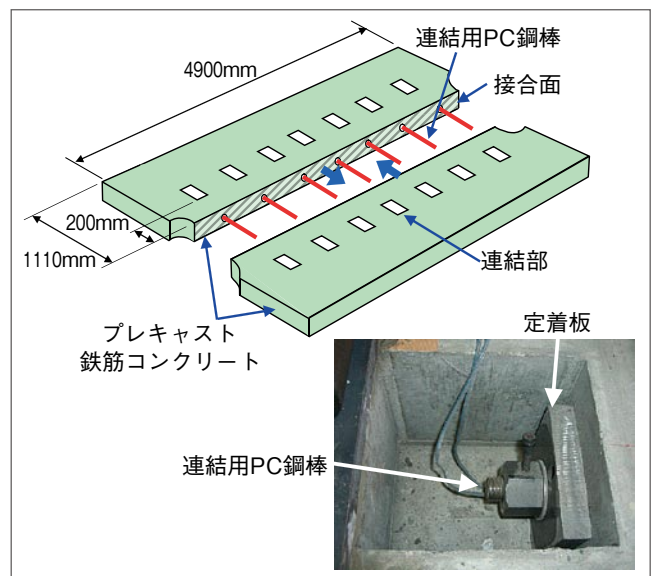 連結用PC鋼棒
4900mm
接合面
200mm
1110mm
連結部
プレキャスト
鉄筋コンクリート
定着板
連結用PC鋼棒